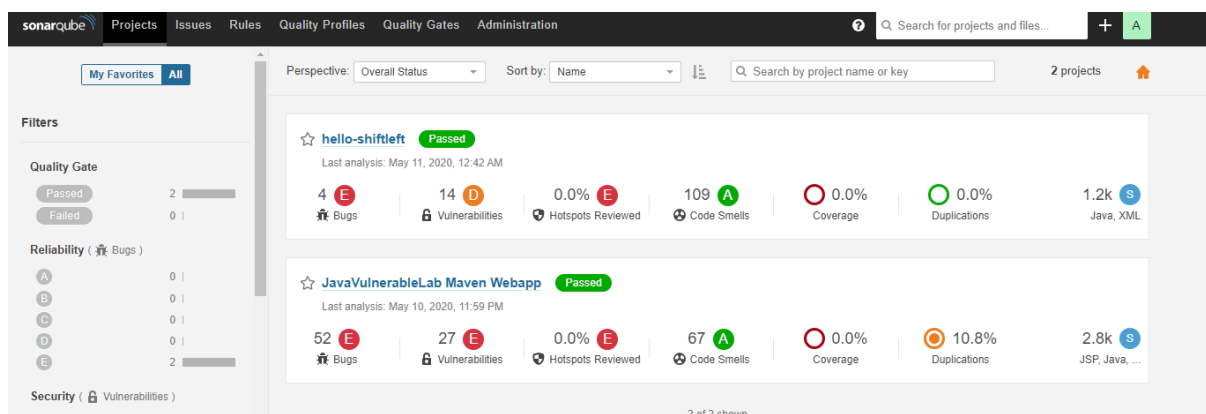 sonarqube Projects Issues Rules Quality Profiles Quality Gates Administration ? Search for projects and files... + A
My Favorites All
Perspective: Overall Status Sort by: Name Search by project name or key 2 projects
Filters
Quality Gate
Passed 2
Failed 0
Reliability ( Bugs )
A 0
B 0
C 0
D 0
E 2
Security ( Vulnerabilities )
hello-shiftleft Passed
Last analysis: May 11, 2020, 12:42 AM
4 E 14 D 0.0% E 109 A 0.0% 0.0% 1.2k S
Bugs Vulnerabilities Hotspots Reviewed Code Smells Coverage Duplications Java, XML
JavaVulnerableLab Maven Webapp Passed
Last analysis: May 10, 2020, 11:59 PM
52 E 27 E 0.0% E 67 A 0.0% 10.8% 2.8k S
Bugs Vulnerabilities Hotspots Reviewed Code Smells Coverage Duplications JSP, Java, ...
2 of 2 shown